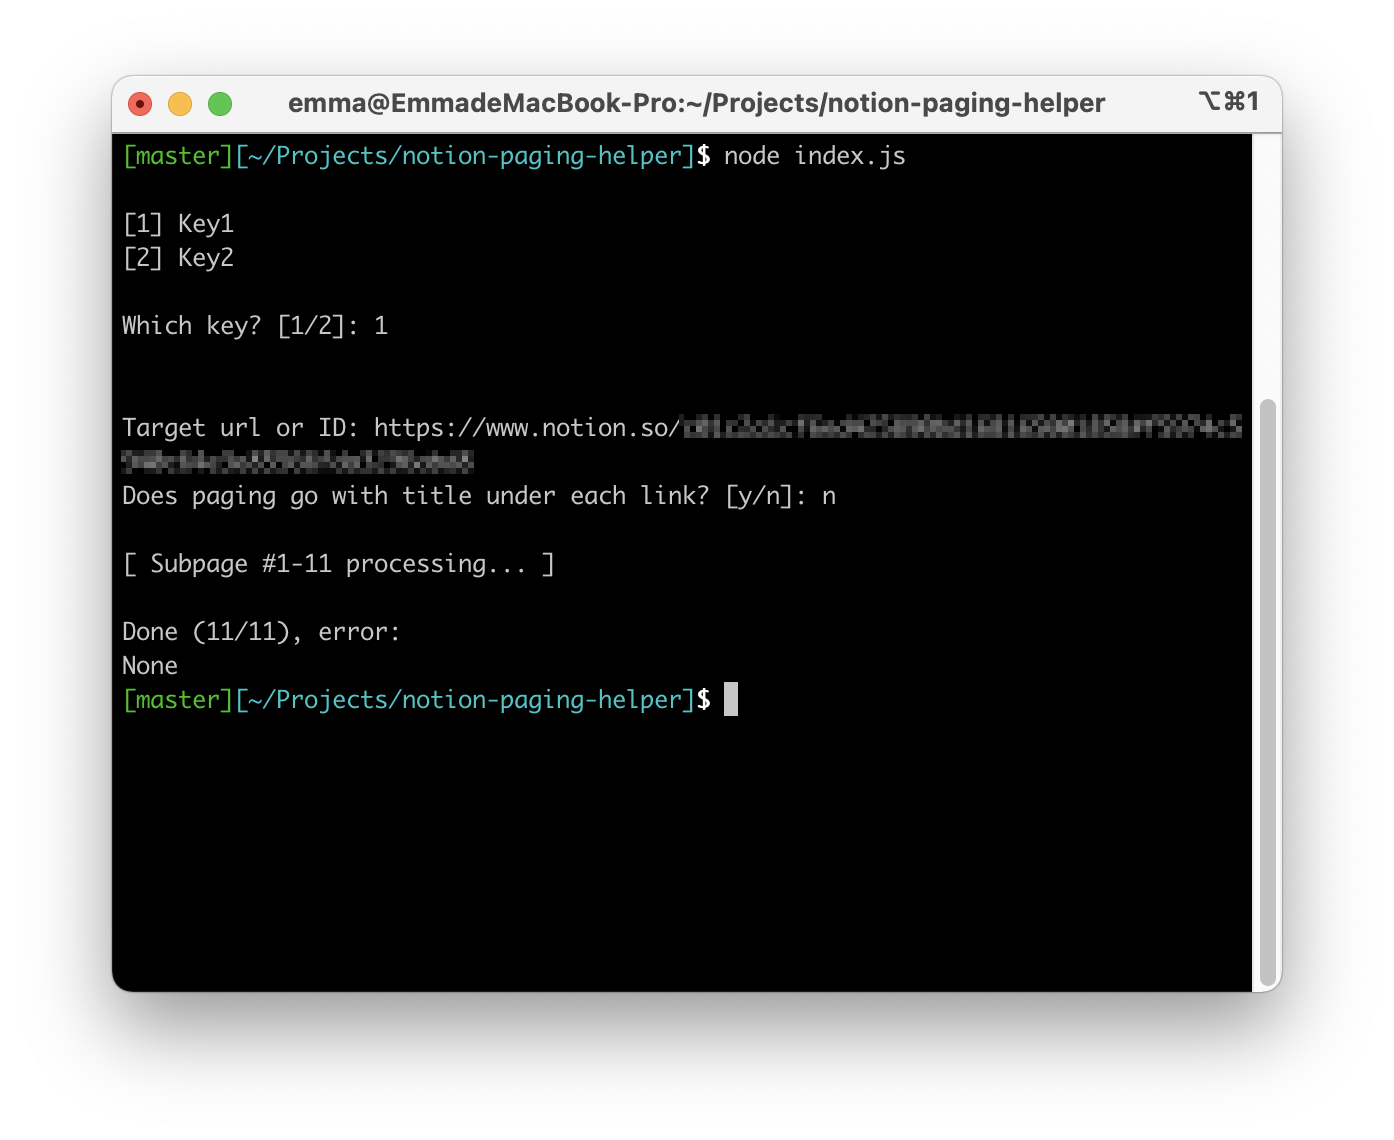 emma@EmmadeMacBook-Pro:~/Projects/notion-paging-helper ⌥⌘1
[master][~/Projects/notion-paging-helper]$ node index.js
[1] Key1
[2] Key2
Which key? [1/2]: 1
Target url or ID: https://www.notion.so/
Does paging go with title under each link? [y/n]: n
[ Subpage #1-11 processing... ]
Done (11/11), error:
None
[master][~/Projects/notion-paging-helper]$